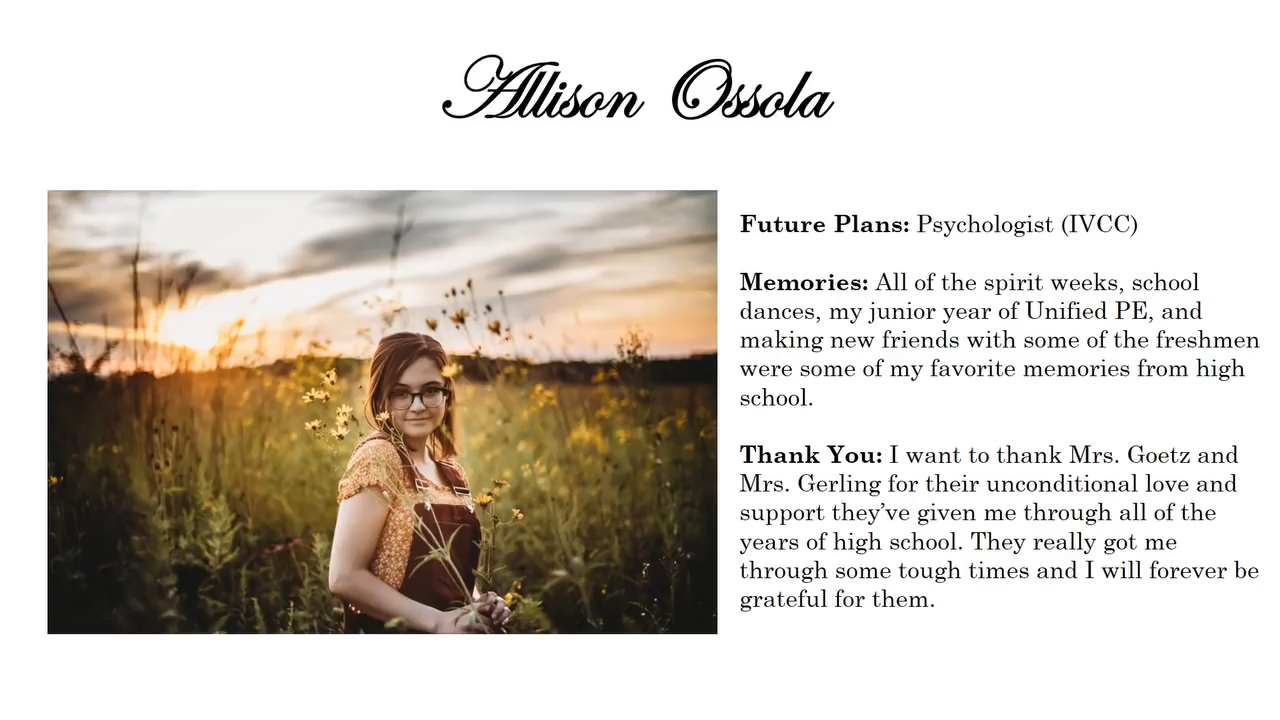 Allison Ossola
Future Plans: Psychologist (IVCC)
Memories: All of the spirit weeks, school
dances, my junior year of Unified PE, and
making new friends with some of the freshmen
were some of my favorite memories from high
school.
Thank You: I want to thank Mrs. Goetz and
Mrs. Gerling for their unconditional love and
support they’ve given me through all of the
years of high school. They really got me
through some tough times and I will forever be
grateful for them.